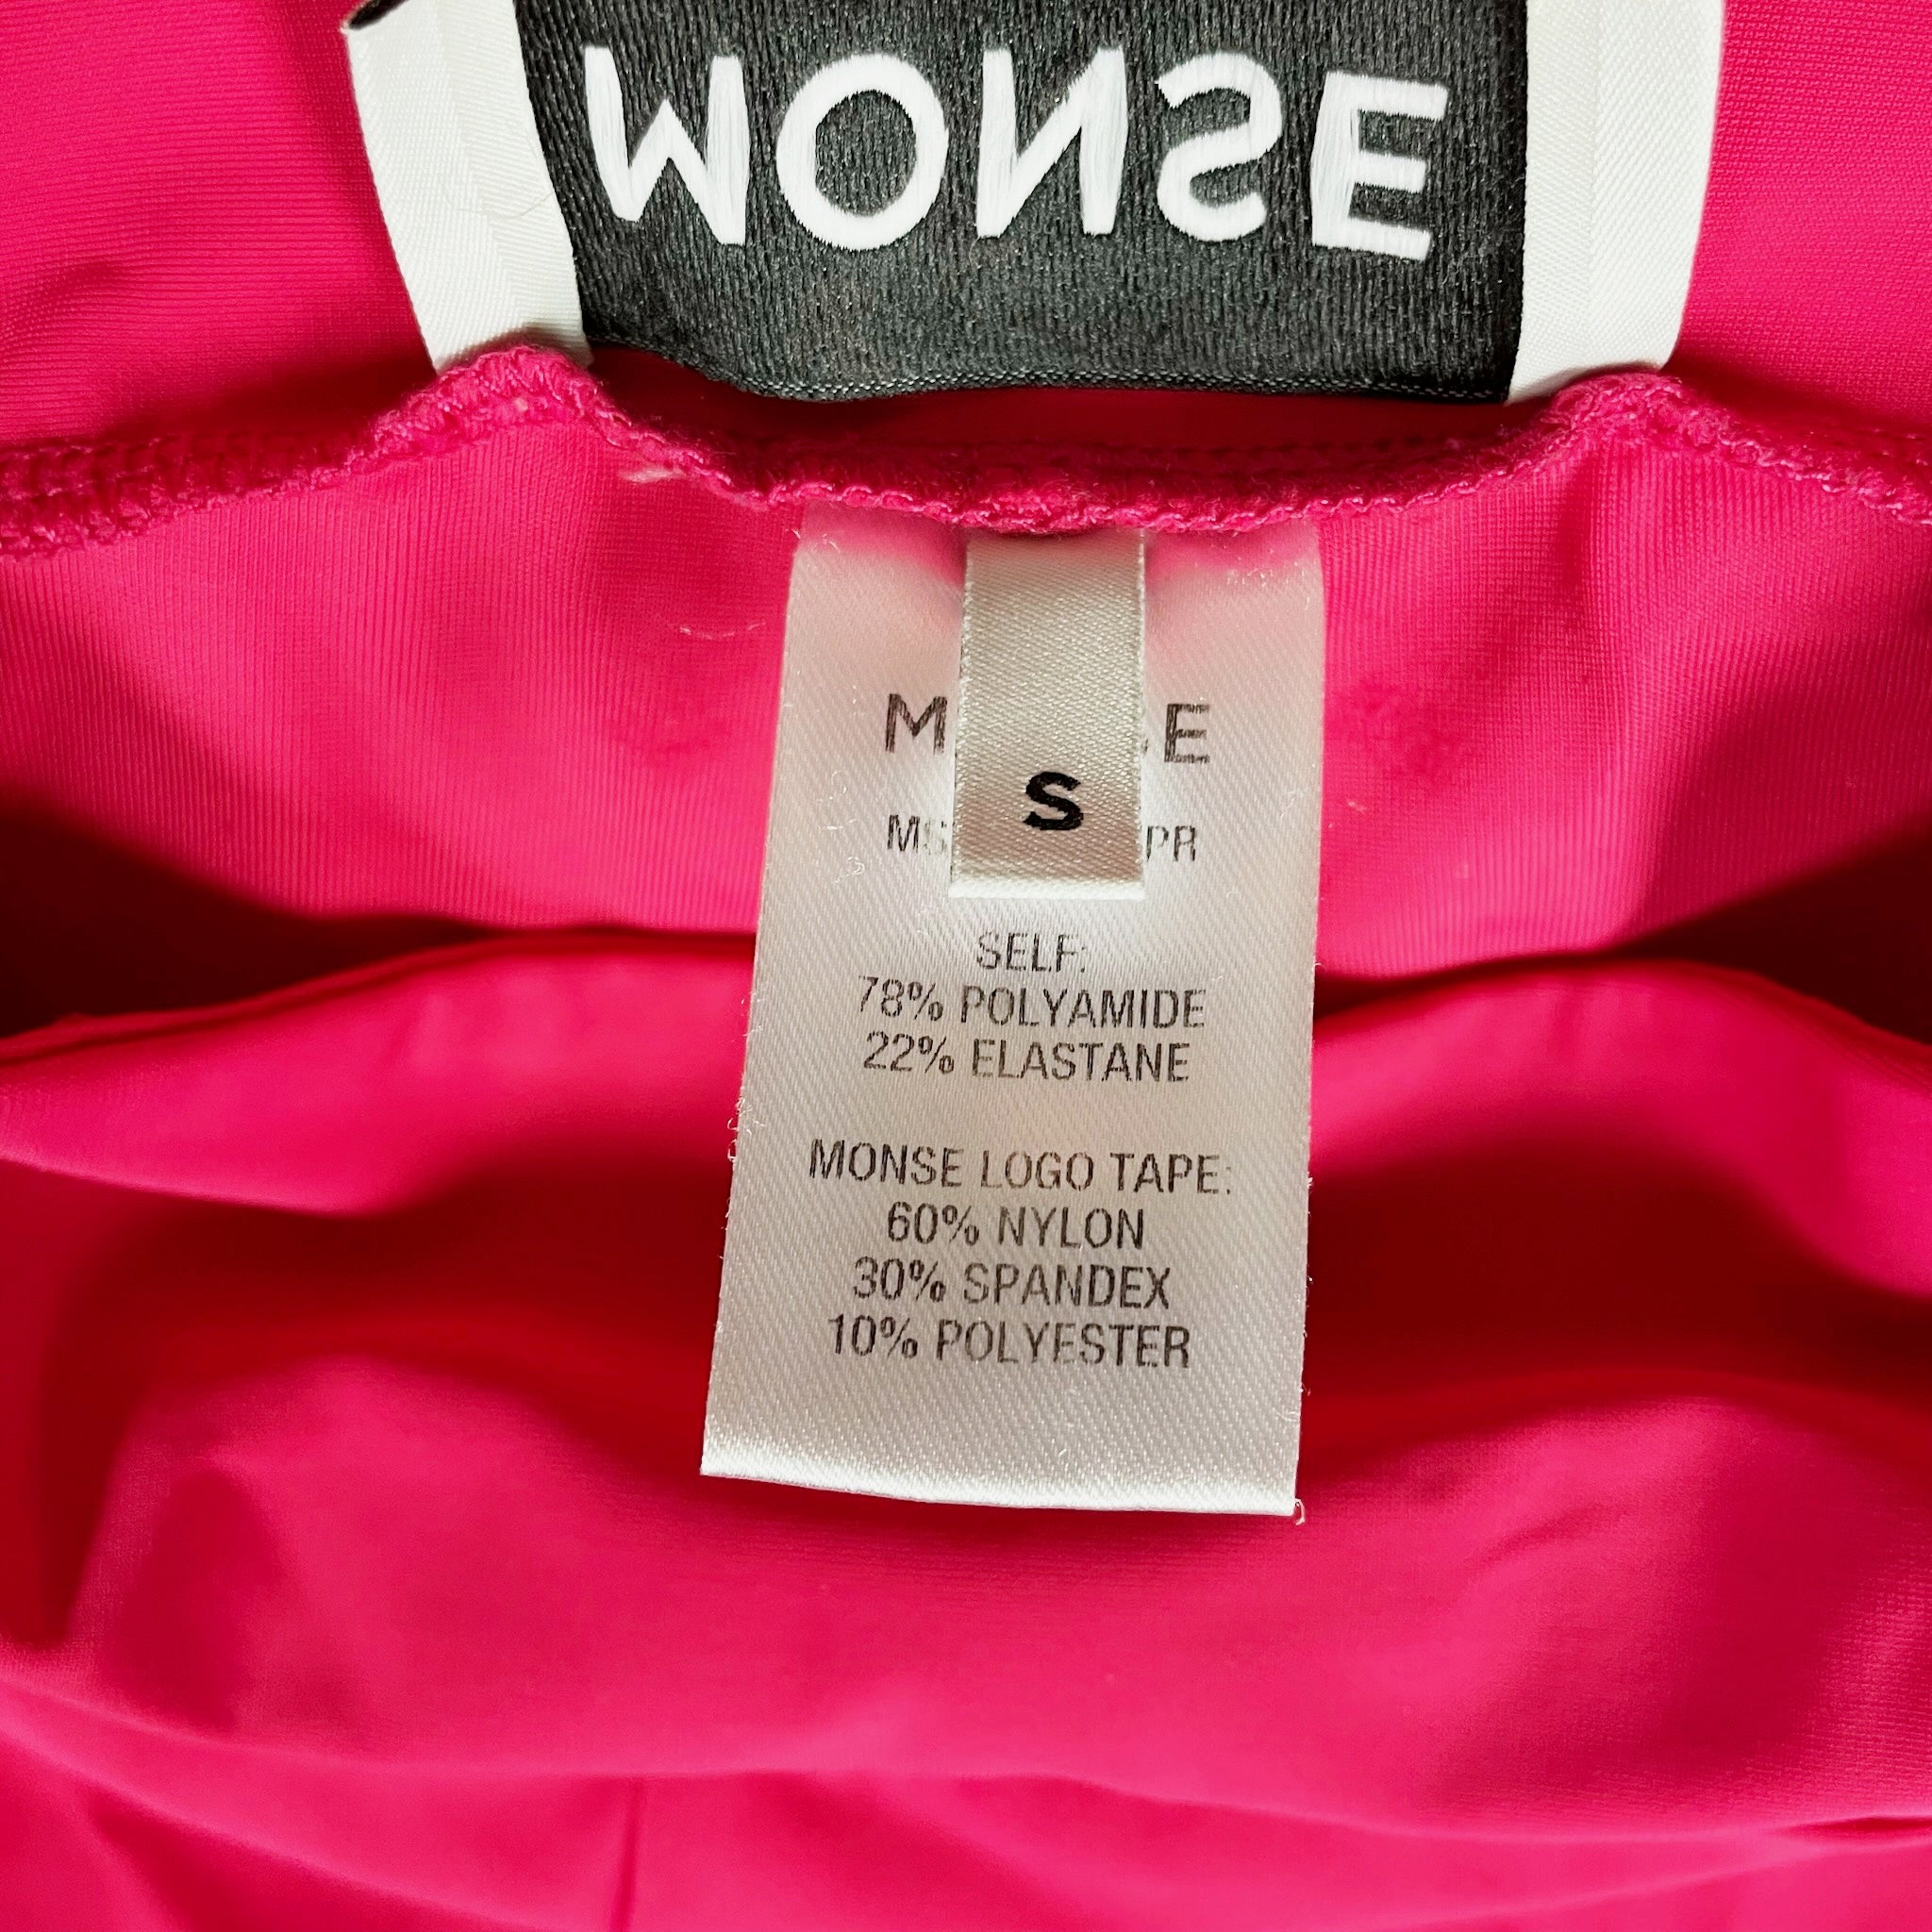 MONSE
S
SELF:
78% POLYAMIDE
22% ELASTANE
MONSE LOGO TAPE:
60% NYLON
30% SPANDEX
10% POLYESTER